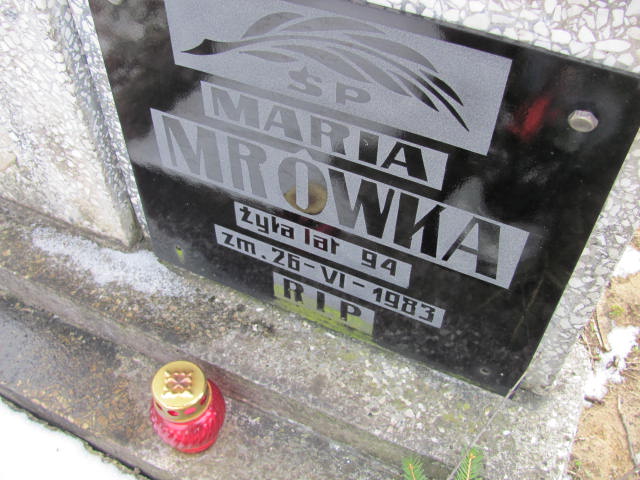 ŚP
MARIA
MRÓWKA
żyła lat 94
zm. 26-VI-1983
RIP